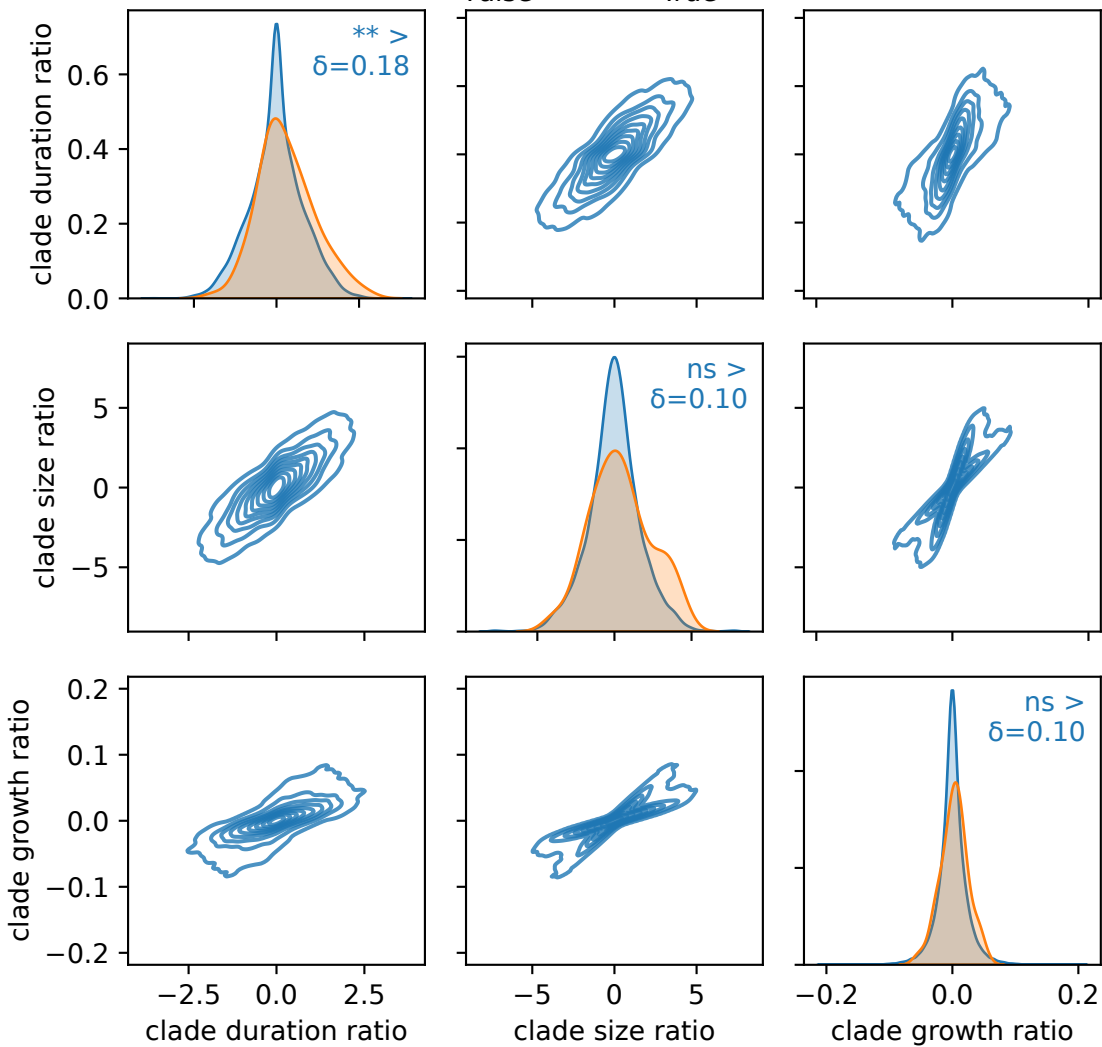 clade duration ratio
0.6
0.4
0.2
0.0
** >
δ=0.18
clade size ratio
5
0
−5
ns >
δ=0.10
clade growth ratio
0.2
0.1
0.0
−0.1
−0.2
ns >
δ=0.10
−2.5 0.0 2.5
clade duration ratio
−5 0 5
clade size ratio
−0.2 0.0 0.2
clade growth ratio